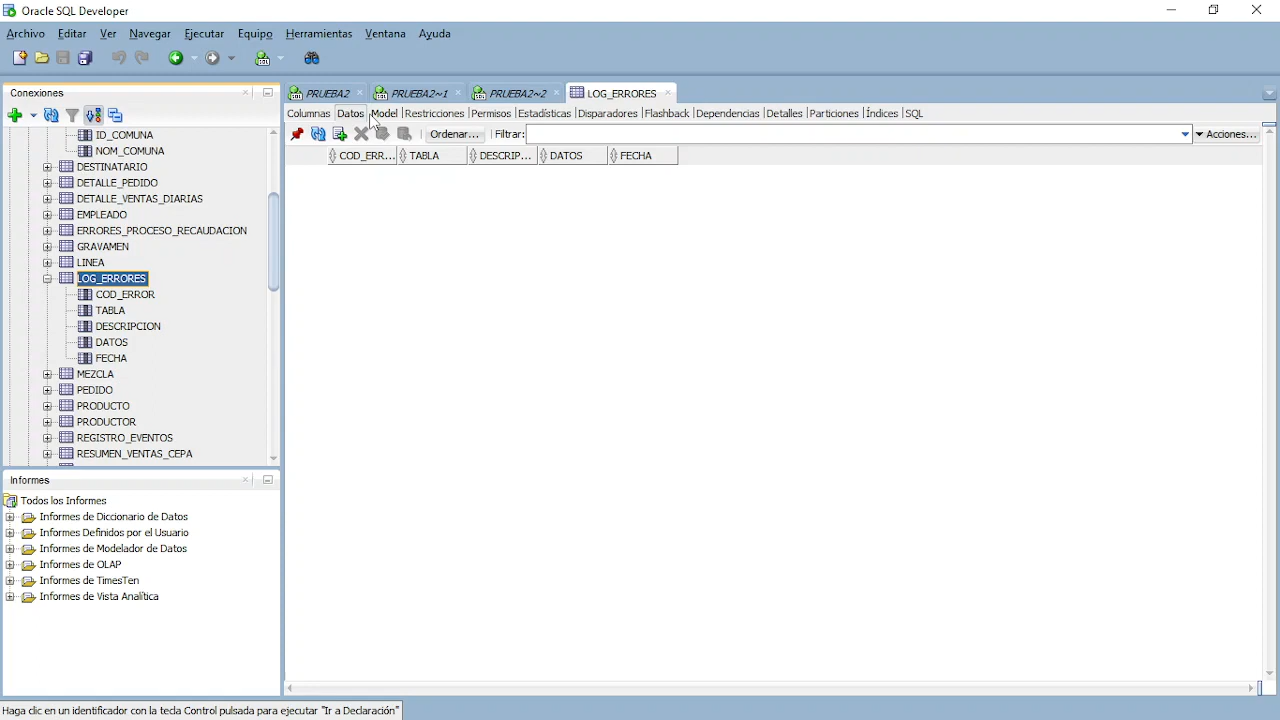 Oracle SQL Developer
Archivo Editar Ver Navegar Ejecutar Equipo Herramientas Ventana Ayuda
Conexiones
ID_COMUNA
NOM_COMUNA
DESTINATARIO
DETALLE_PEDIDO
DETALLE_VENTAS_DIARIAS
EMPLEADO
ERRORES_PROCESO_RECAUDACION
GRAVAMEN
LINEA
LOG_ERRORES
COD_ERROR
TABLA
DESCRIPCION
DATOS
FECHA
MEZCLA
PEDIDO
PRODUCTO
PRODUCTOR
REGISTRO_EVENTOS
RESUMEN_VENTAS_CEPA
Informes
Todos los Informes
Informes de Diccionario de Datos
Informes Definidos por el Usuario
Informes de Modelador de Datos
Informes de OLAP
Informes de TimesTen
Informes de Vista Analítica
PRUEBA2 PRUEBA2~1 PRUEBA2~2 LOG_ERRORES
Columnas Datos Model Restricciones Permisos Estadísticas Disparadores Flashback Dependencias Detalles Particiones Índices SQL
Ordenar... Filtrar: Acciones...
COD_ERR... TABLA DESCRIP... DATOS FECHA
Haga clic en un identificador con la tecla Control pulsada para ejecutar "Ir a Declaración"